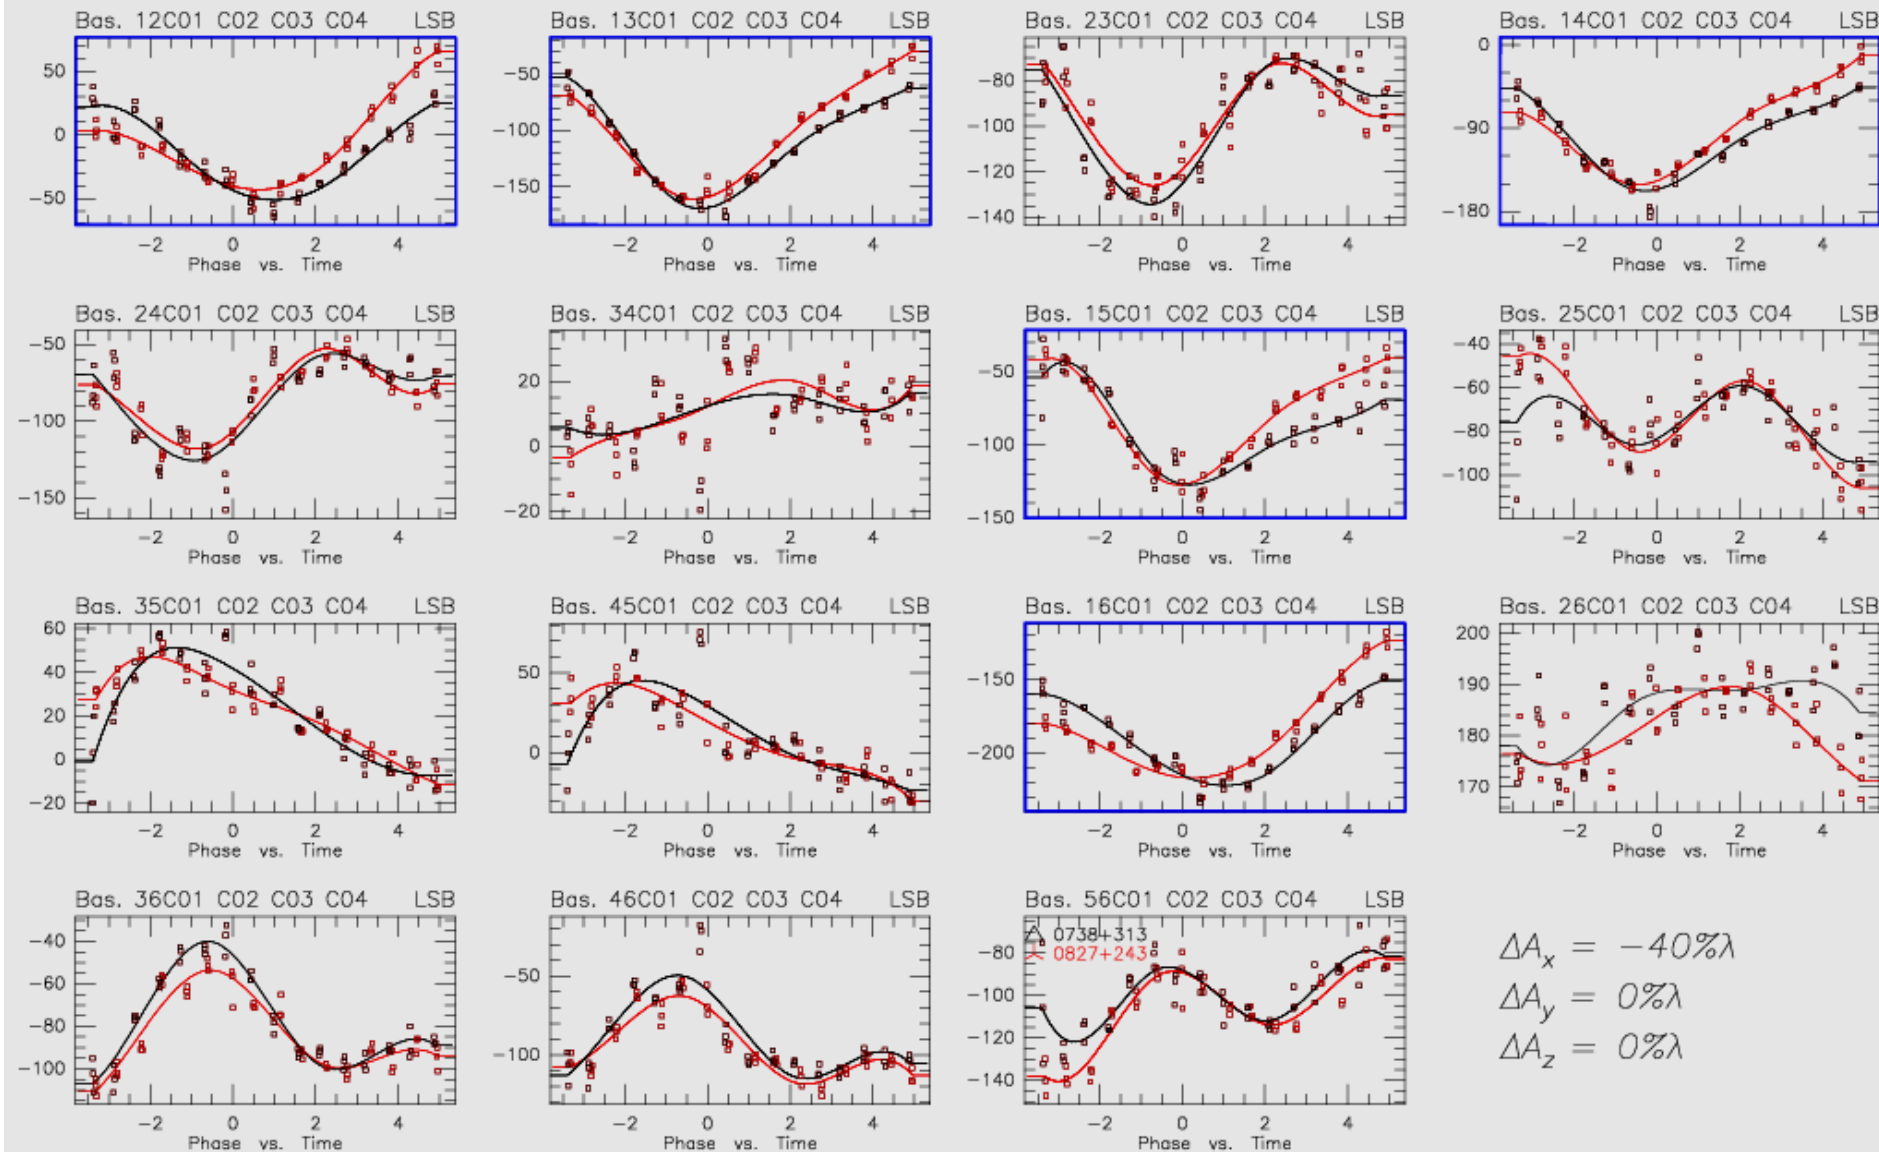 Bas. 12C01 C02 C03 C04 LSB
50
0
−50
−2 0 2 4
Phase vs. Time
Bas. 13C01 C02 C03 C04 LSB
−50
−100
−150
−2 0 2 4
Phase vs. Time
Bas. 23C01 C02 C03 C04 LSB
−80
−100
−120
−140
−2 0 2 4
Phase vs. Time
Bas. 14C01 C02 C03 C04 LSB
0
−90
−180
−2 0 2 4
Phase vs. Time
Bas. 24C01 C02 C03 C04 LSB
−50
−100
−150
−2 0 2 4
Phase vs. Time
Bas. 34C01 C02 C03 C04 LSB
20
0
−20
−2 0 2 4
Phase vs. Time
Bas. 15C01 C02 C03 C04 LSB
−50
−100
−150
−2 0 2 4
Phase vs. Time
Bas. 25C01 C02 C03 C04 LSB
−40
−60
−80
−100
−2 0 2 4
Phase vs. Time
Bas. 35C01 C02 C03 C04 LSB
60
40
20
0
−20
−2 0 2 4
Phase vs. Time
Bas. 45C01 C02 C03 C04 LSB
50
0
−2 0 2 4
Phase vs. Time
Bas. 16C01 C02 C03 C04 LSB
−150
−200
−2 0 2 4
Phase vs. Time
Bas. 26C01 C02 C03 C04 LSB
200
190
180
170
−2 0 2 4
Phase vs. Time
Bas. 36C01 C02 C03 C04 LSB
−40
−60
−80
−100
−2 0 2 4
Phase vs. Time
Bas. 46C01 C02 C03 C04 LSB
−50
−100
−2 0 2 4
Phase vs. Time
Bas. 56C01 C02 C03 C04 LSB
0738+313
0827+243
−80
−100
−120
−140
−2 0 2 4
Phase vs. Time
ΔAx = −40%λ
ΔAy = 0%λ
ΔAz = 0%λ